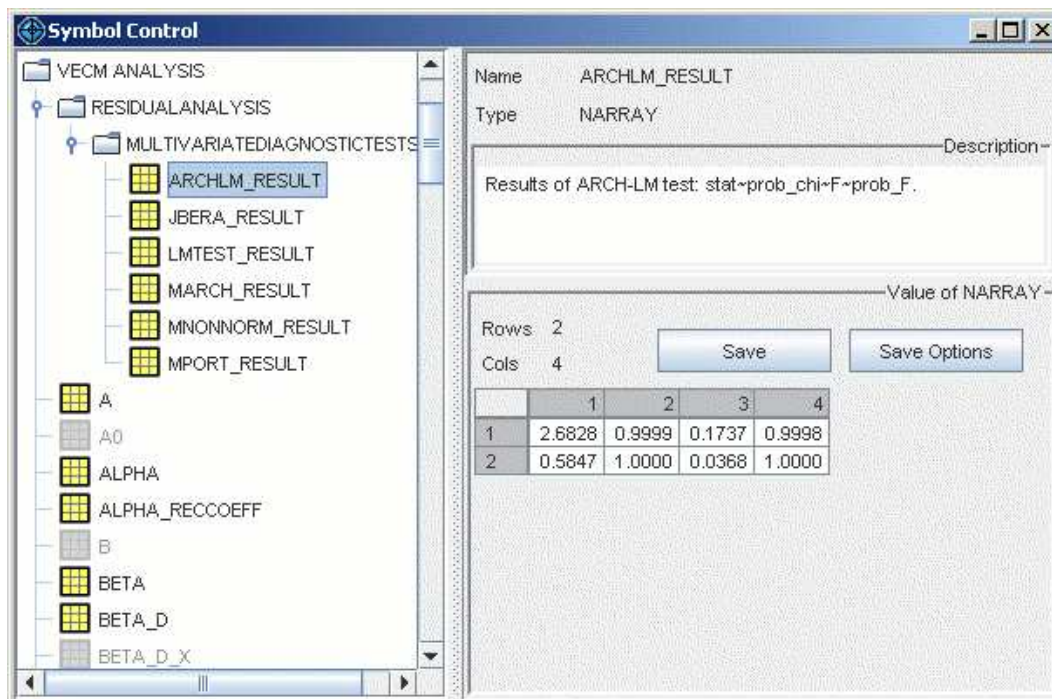 Symbol Control
VECM ANALYSIS
RESIDUALANALYSIS
MULTIVARIATEDIAGNOSTICTESTS
ARCHLM_RESULT
JBERA_RESULT
LMTEST_RESULT
MARCH_RESULT
MNONNORM_RESULT
MPORT_RESULT
A
A0
ALPHA
ALPHA_RECCOEFF
B
BETA
BETA_D
BETA_D_X
Name ARCHLM_RESULT
Type NARRAY
Description
Results of ARCH-LM test: stat~prob_chi~F~prob_F.
Value of NARRAY
Rows 2
Cols 4
Save
Save Options
1 2 3 4
1 2.6828 0.9999 0.1737 0.9998
2 0.5847 1.0000 0.0368 1.0000